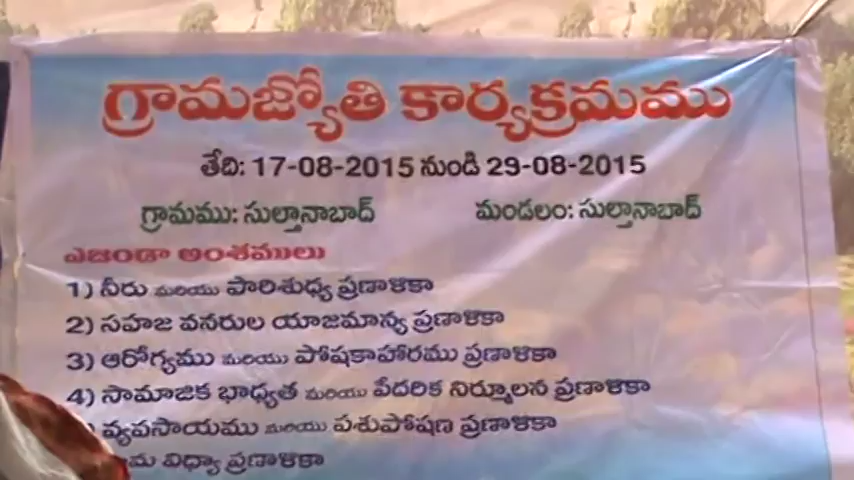 గ్రామజ్యోతి కార్యక్రమము
తేది: 17-08-2015 నుండి 29-08-2015
గ్రామము: సుల్తానాబాద్ మండలం: సుల్తానాబాద్
ఎజండా అంశములు
1) నీరు మరియు పారిశుధ్య ప్రణాళికా
2) సహజ వనరుల యాజమాన్య ప్రణాళికా
3) ఆరోగ్యము మరియు పోషకాహారము ప్రణాళికా
4) సామాజిక భాధ్యత మరియు పేదరిక నిర్మూలన ప్రణాళికా
) వ్యవసాయము మరియు పశుపోషణ ప్రణాళికా
విధ్యా ప్రణాళికా